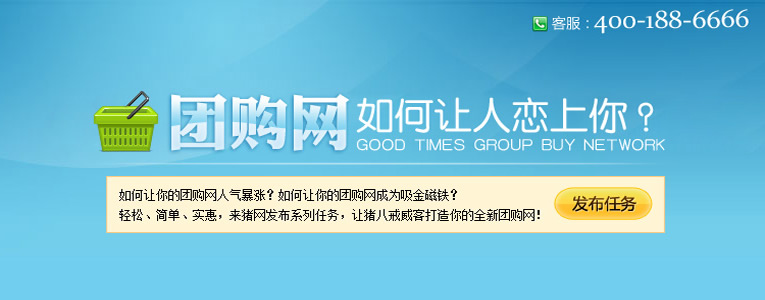 客服：400-188-6666
团购网如何让人恋上你？
GOOD TIMES GROUP BUY NETWORK
如何让你的团购网人气暴涨？如何让你的团购网成为吸金磁铁？
轻松、简单、实惠，来猪网发布系列任务，让猪八戒威客打造你的全新团购网！
发布任务